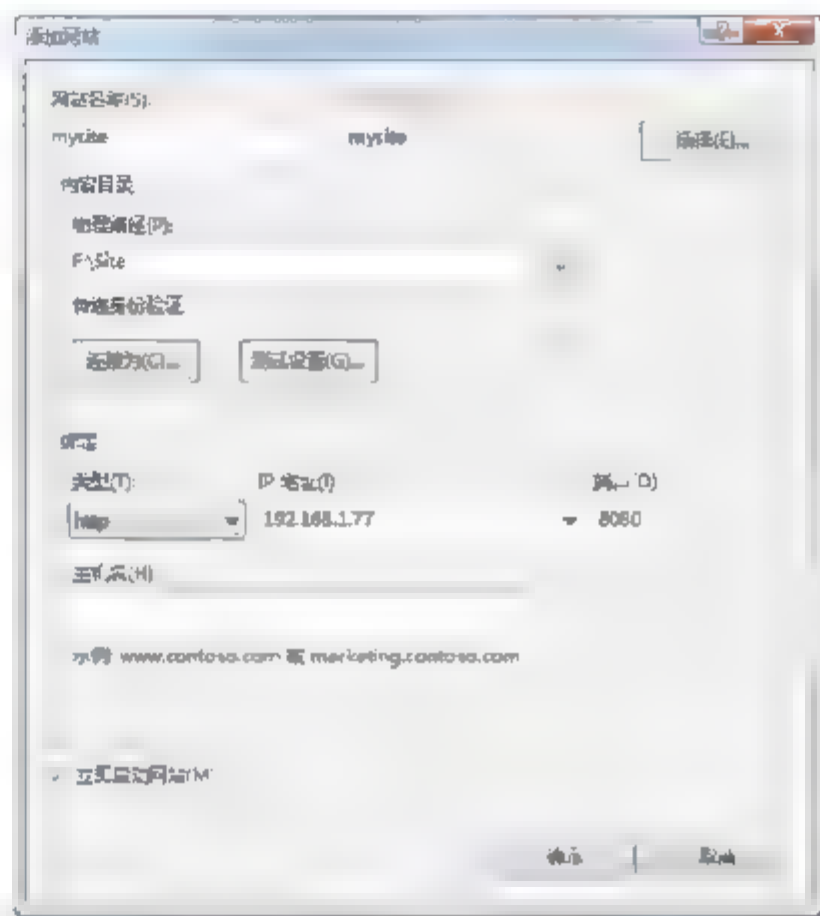 添加网站
网站名称(S):
mysite mysite 选择(E)...
内容目录
物理路径(P):
F:\Site
传递身份验证
连接为(C)... 测试设置(G)...
绑定
类型(T): IP 地址(I) 端口(O)
http 192.168.1.77 8080
主机名(H)
示例 www.contoso.com 或 marketing.contoso.com
立即启动网站(M)
确定 取消